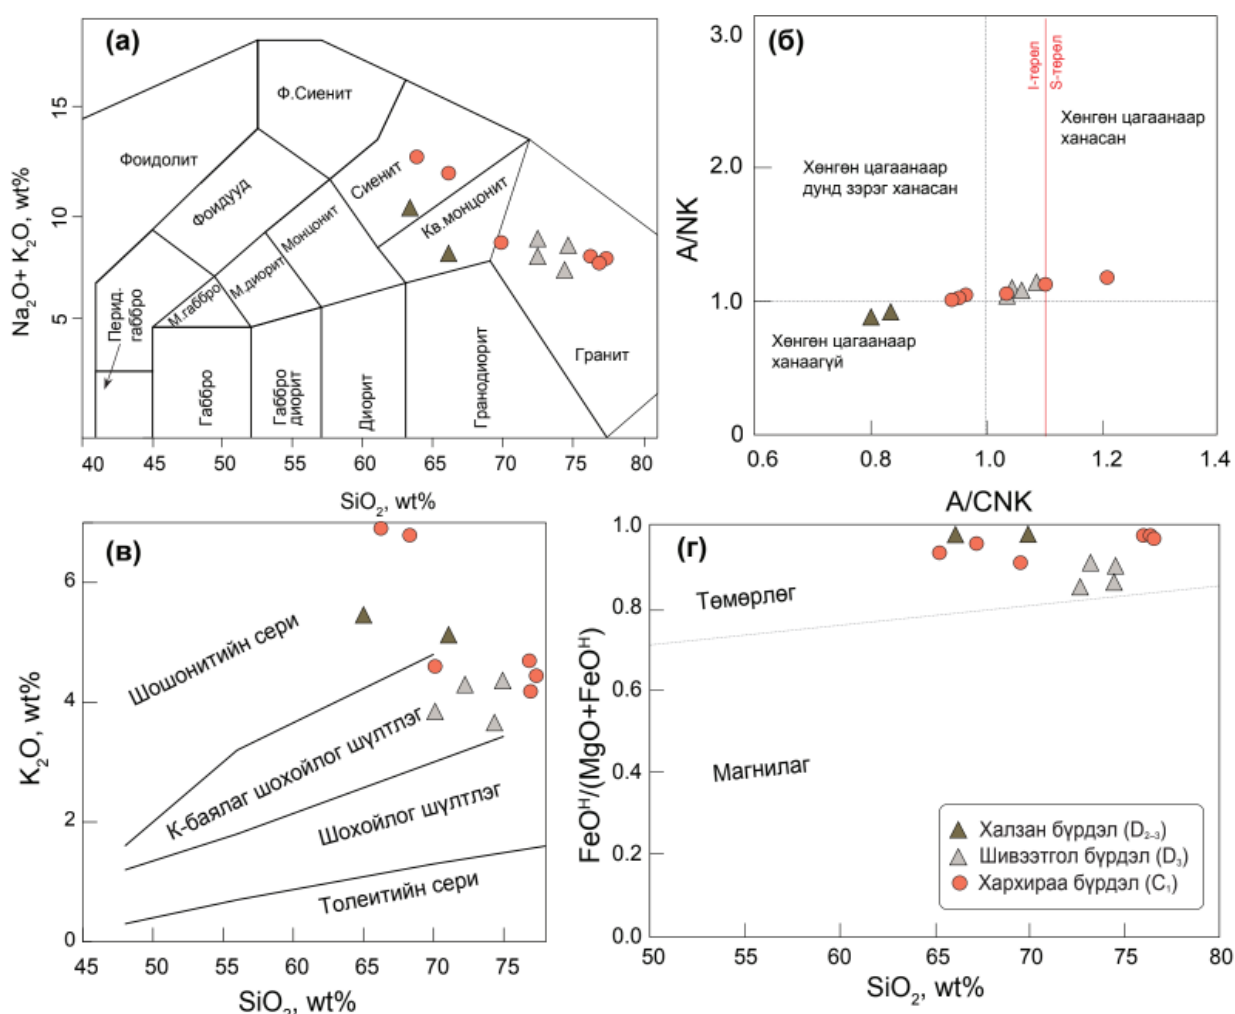 (а)
Ф.Сиенит
Фоидолит
Фоидууд
Сиенит
Монцонит
Кв.монцонит
М.диорит
М.габбро
Перид.
габбро
Габбро
Габбро
диорит
Диорит
Гранодиорит
Гранит
15
10
5
Na₂O+ K₂O, wt%
40 45 50 55 60 65 70 75 80
SiO₂, wt%
(б)
I-төрөл
S-төрөл
Хөнгөн цагаанаар
ханасан
Хөнгөн цагаанаар
дунд зэрэг ханасан
Хөнгөн цагаанаар
ханаагүй
3.0
2.0
1.0
0
A/NK
0.6 0.8 1.0 1.2 1.4
A/CNK
(в)
Шошонитийн сери
К-баялаг шохойлог шүлтлэг
Шохойлог шүлтлэг
Толеитийн сери
6
4
2
0
K₂O, wt%
45 50 55 60 65 70 75
SiO₂, wt%
(г)
Төмөрлөг
Магнилаг
1.0
0.8
0.6
0.4
0.2
0.0
FeOᴴ/(MgO+FeOᴴ)
50 55 60 65 70 75 80
SiO₂, wt%
Халзан бүрдэл (D₂₋₃)
Шивээтгол бүрдэл (D₃)
Хархираа бүрдэл (C₁)